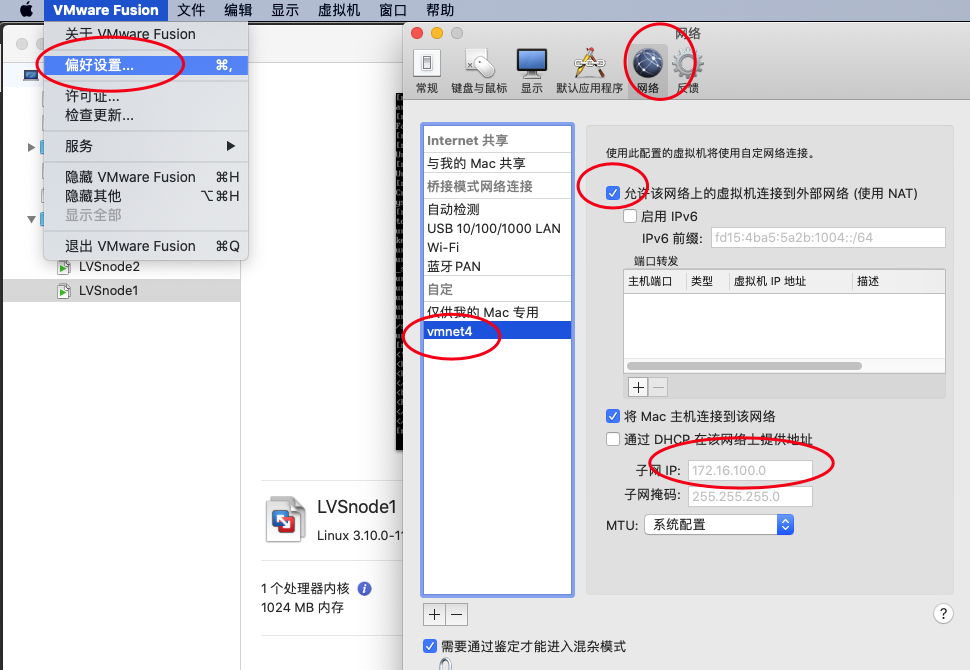 VMware Fusion 文件 编辑 显示 虚拟机 窗口 帮助
关于 VMware Fusion
偏好设置... ⌘,
许可证...
检查更新...
服务
隐藏 VMware Fusion ⌘H
隐藏其他 ⌥⌘H
显示全部
退出 VMware Fusion ⌘Q
LVSnode2
LVSnode1
LVSnode1
Linux 3.10.0-11
1 个处理器内核
1024 MB 内存
网络
常规 键盘与鼠标 显示 默认应用程序 网络 反馈
Internet 共享
与我的 Mac 共享
桥接模式网络连接
自动检测
USB 10/100/1000 LAN
Wi-Fi
蓝牙 PAN
自定
仅供我的 Mac 专用
vmnet4
使用此配置的虚拟机将使用自定网络连接。
允许该网络上的虚拟机连接到外部网络 (使用 NAT)
启用 IPv6
IPv6 前缀: fd15:4ba5:5a2b:1004::/64
端口转发
主机端口 类型 虚拟机 IP 地址 描述
将 Mac 主机连接到该网络
通过 DHCP 在该网络上提供地址
子网 IP: 172.16.100.0
子网掩码: 255.255.255.0
MTU: 系统配置
?
需要通过鉴定才能进入混杂模式